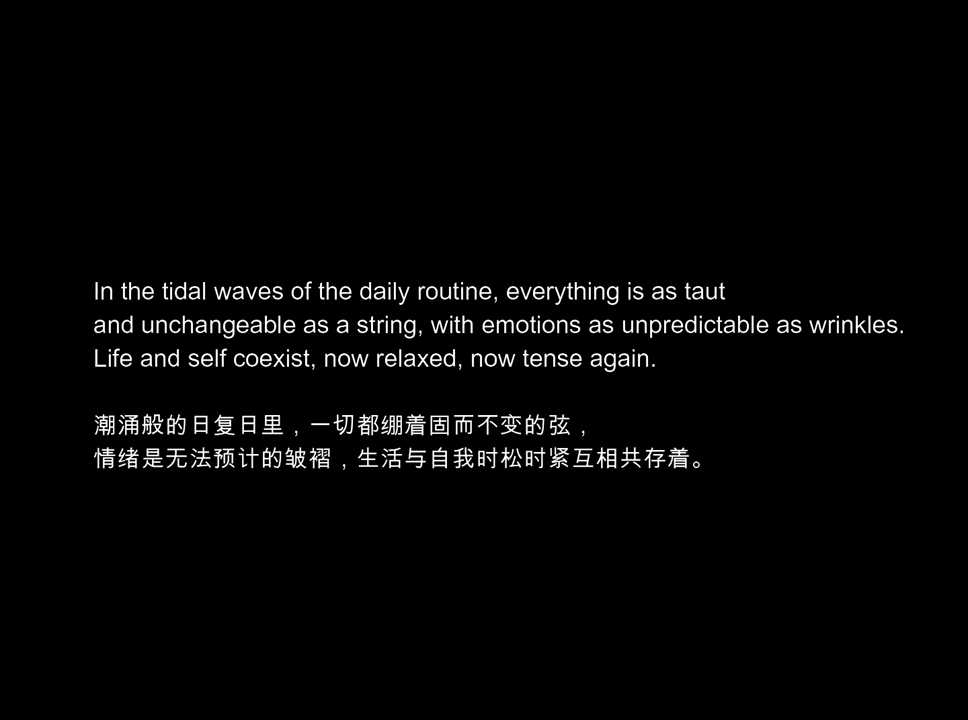 In the tidal waves of the daily routine, everything is as taut
and unchangeable as a string, with emotions as unpredictable as wrinkles.
Life and self coexist, now relaxed, now tense again.
潮涌般的日复日里，一切都绷着固而不变的弦，
情绪是无法预计的皱褶，生活与自我时松时紧互相共存着。